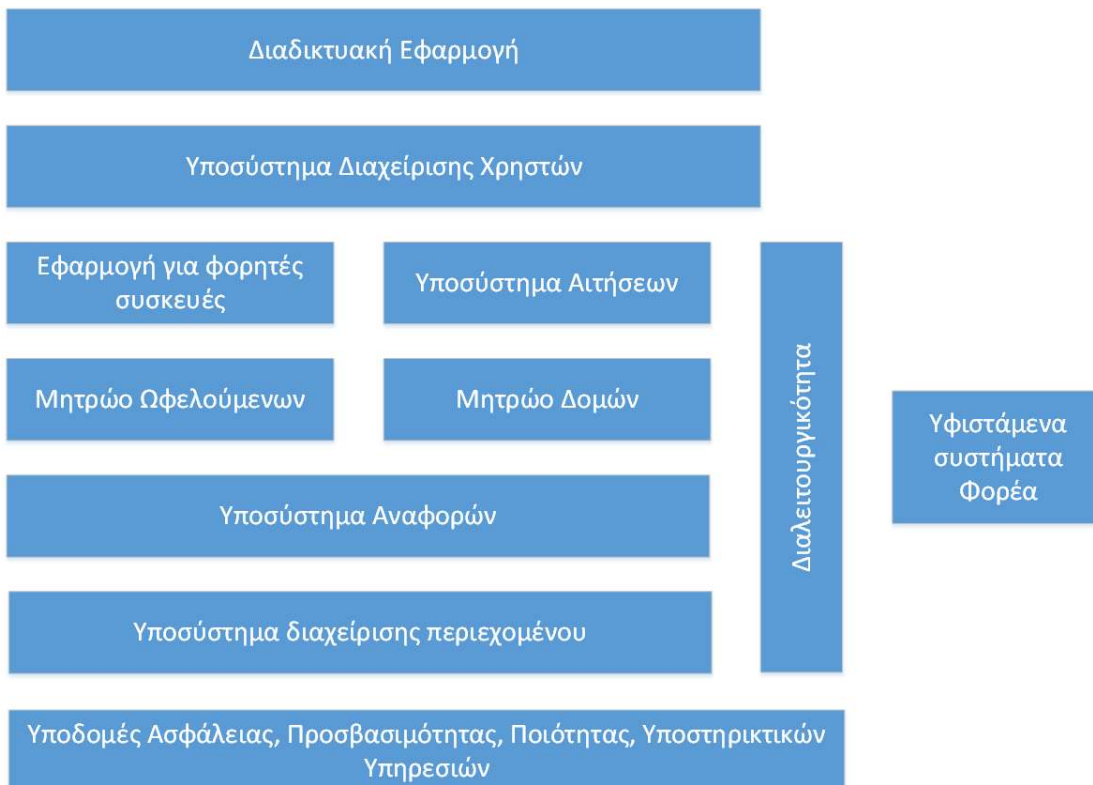 Διαδικτυακή Εφαρμογή
Υποσύστημα Διαχείρισης Χρηστών
Εφαρμογή για φορητές
συσκευές
Υποσύστημα Αιτήσεων
Μητρώο Ωφελούμενων
Μητρώο Δομών
Υποσύστημα Αναφορών
Υποσύστημα διαχείρισης περιεχομένου
Διαλειτουργικότητα
Υφιστάμενα
συστήματα
Φορέα
Υποδομές Ασφάλειας, Προσβασιμότητας, Ποιότητας, Υποστηρικτικών
Υπηρεσιών